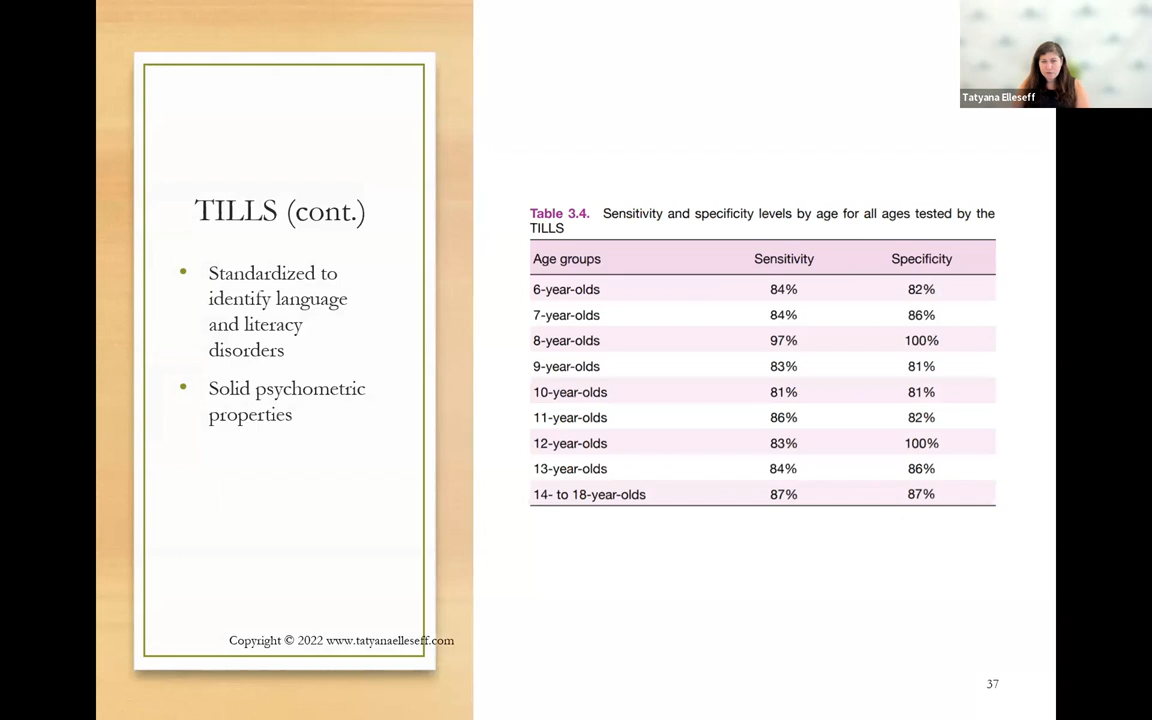 Tatyana Elleseff
TILLS (cont.)
• Standardized to
identify language
and literacy
disorders
• Solid psychometric
properties
Copyright © 2022 www.tatyanaelleseff.com
Table 3.4. Sensitivity and specificity levels by age for all ages tested by the
TILLS
Age groups Sensitivity Specificity
6-year-olds 84% 82%
7-year-olds 84% 86%
8-year-olds 97% 100%
9-year-olds 83% 81%
10-year-olds 81% 81%
11-year-olds 86% 82%
12-year-olds 83% 100%
13-year-olds 84% 86%
14- to 18-year-olds 87% 87%
37